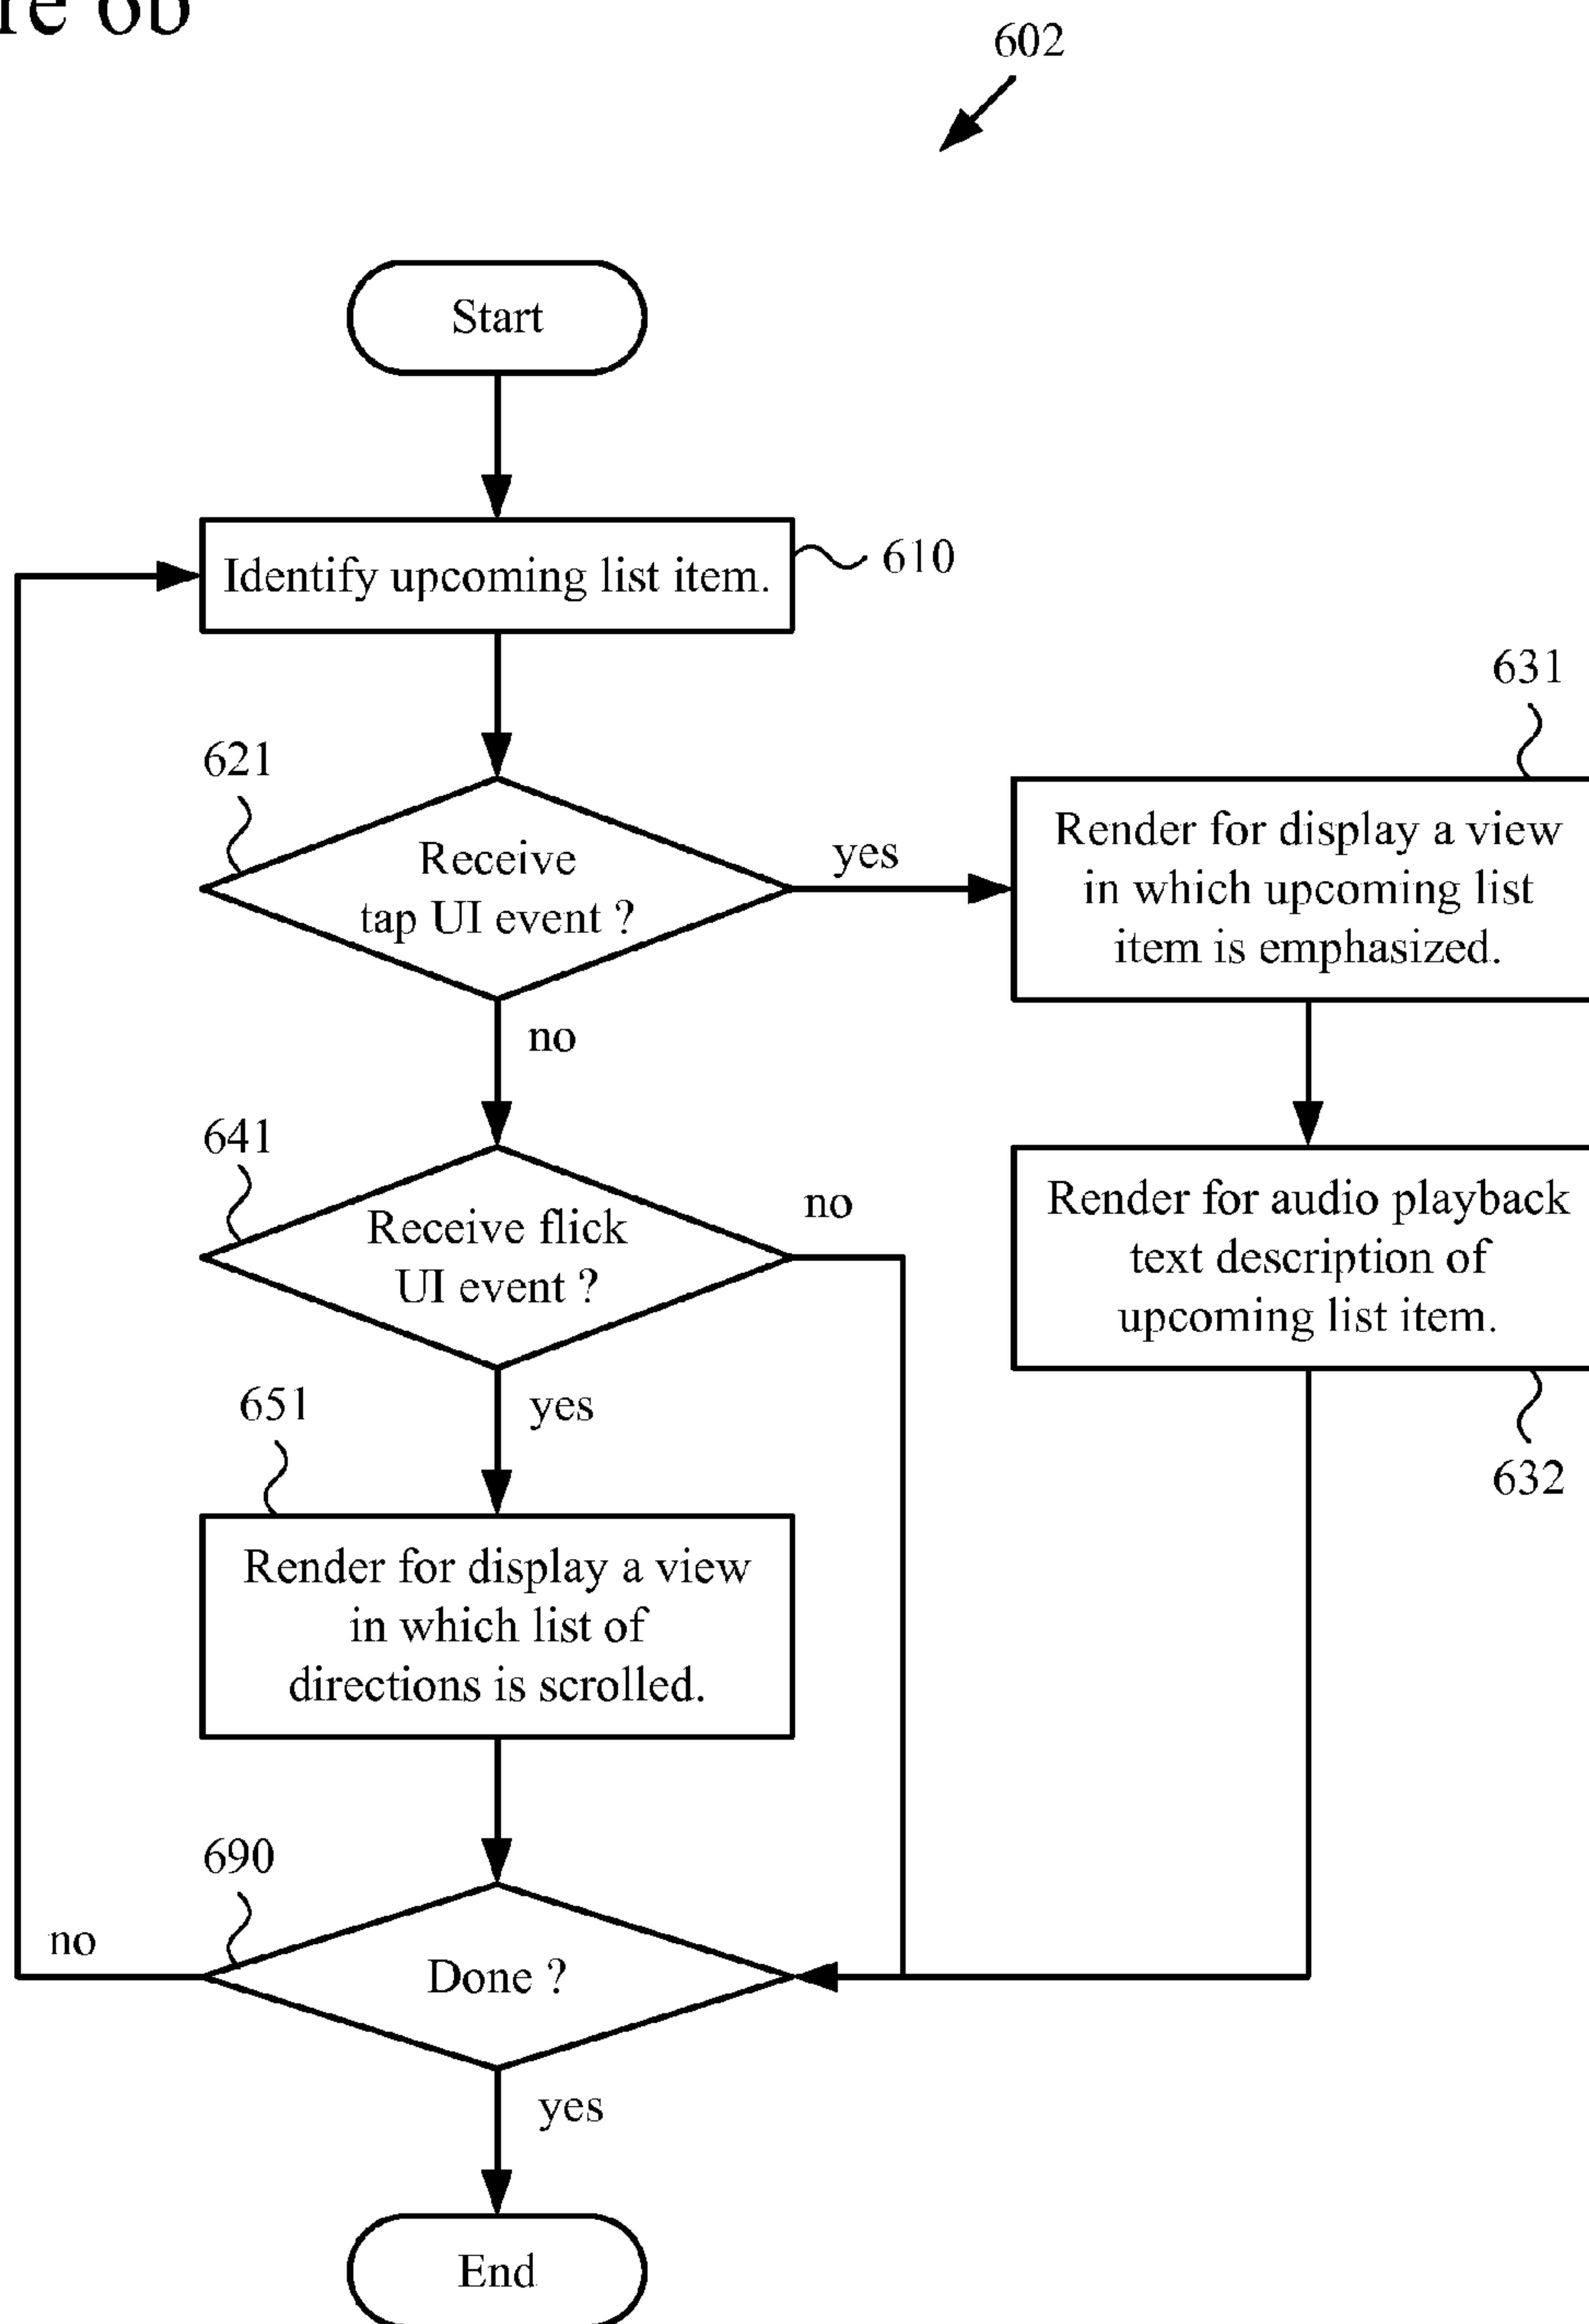 re 6b
602
Start
Identify upcoming list item.
610
621
Receive
tap UI event ?
yes
no
631
Render for display a view
in which upcoming list
item is emphasized.
641
Receive flick
UI event ?
no
yes
Render for audio playback
text description of
upcoming list item.
632
651
Render for display a view
in which list of
directions is scrolled.
690
no
Done ?
yes
End